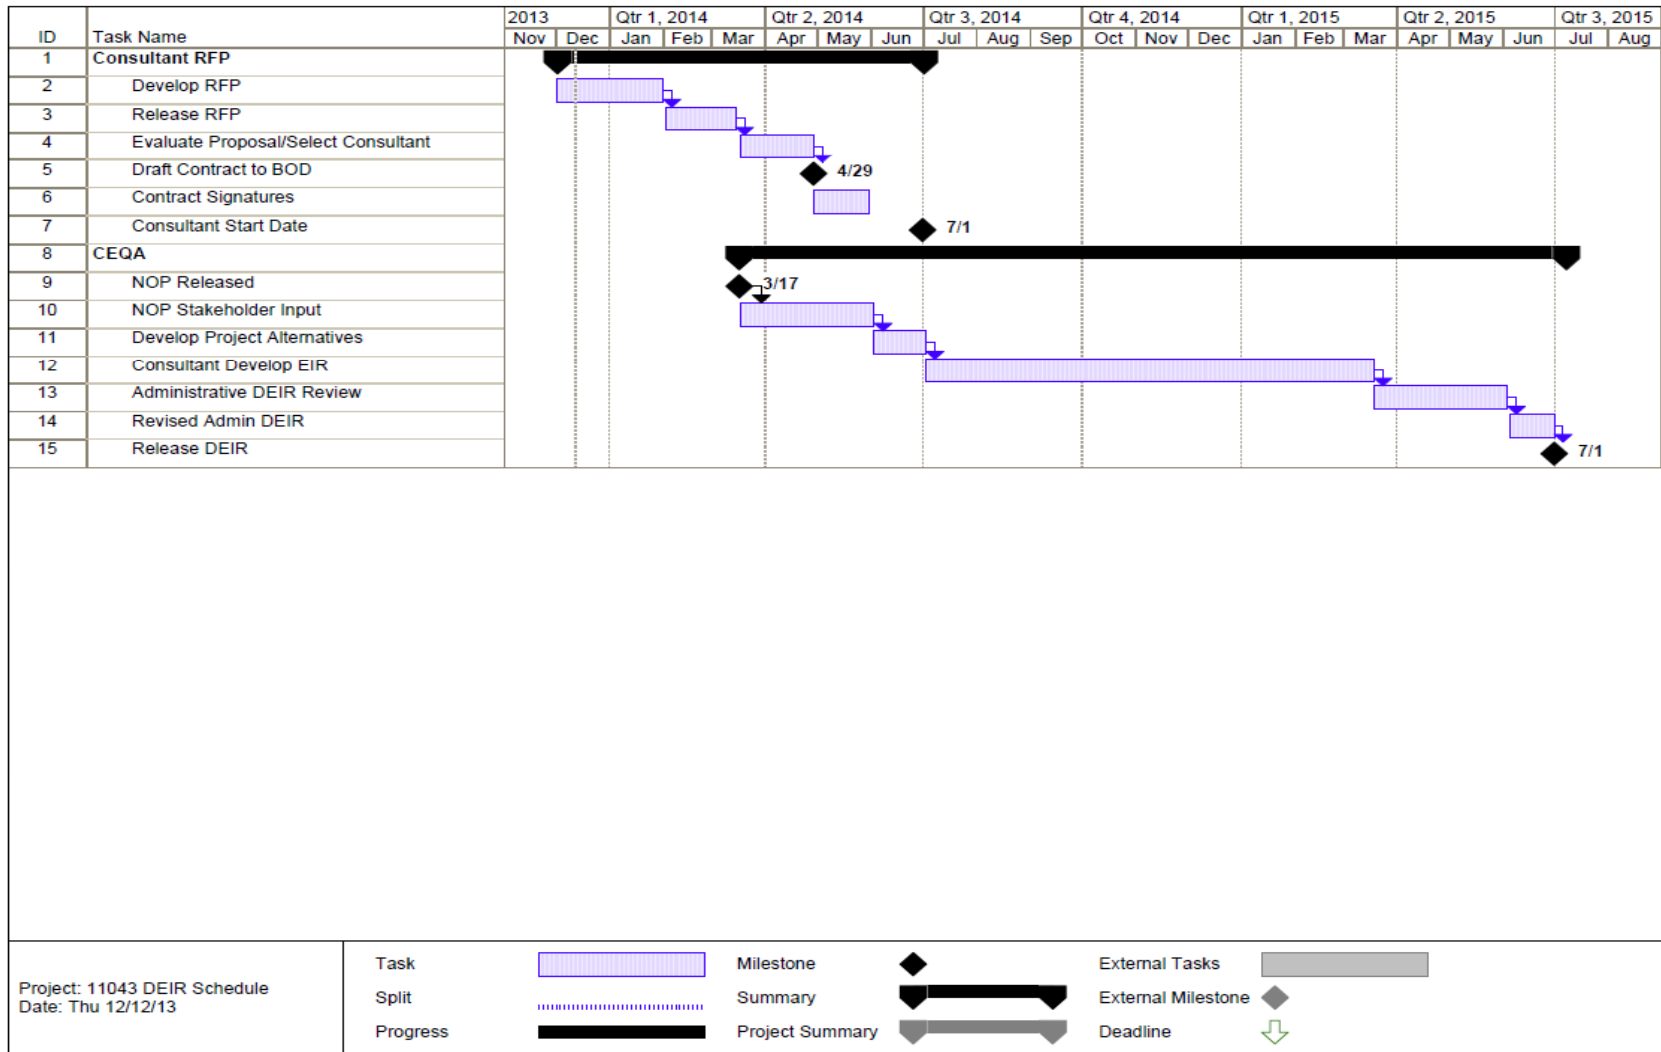 2013 Qtr 1, 2014 Qtr 2, 2014 Qtr 3, 2014 Qtr 4, 2014 Qtr 1, 2015 Qtr 2, 2015 Qtr 3, 2015
ID Task Name Nov Dec Jan Feb Mar Apr May Jun Jul Aug Sep Oct Nov Dec Jan Feb Mar Apr May Jun Jul Aug
1 Consultant RFP
2 Develop RFP
3 Release RFP
4 Evaluate Proposal/Select Consultant
5 Draft Contract to BOD 4/29
6 Contract Signatures
7 Consultant Start Date 7/1
8 CEQA
9 NOP Released 3/17
10 NOP Stakeholder Input
11 Develop Project Alternatives
12 Consultant Develop EIR
13 Administrative DEIR Review
14 Revised Admin DEIR
15 Release DEIR 7/1
Project: 11043 DEIR Schedule
Date: Thu 12/12/13
Task Milestone External Tasks
Split Summary External Milestone
Progress Project Summary Deadline